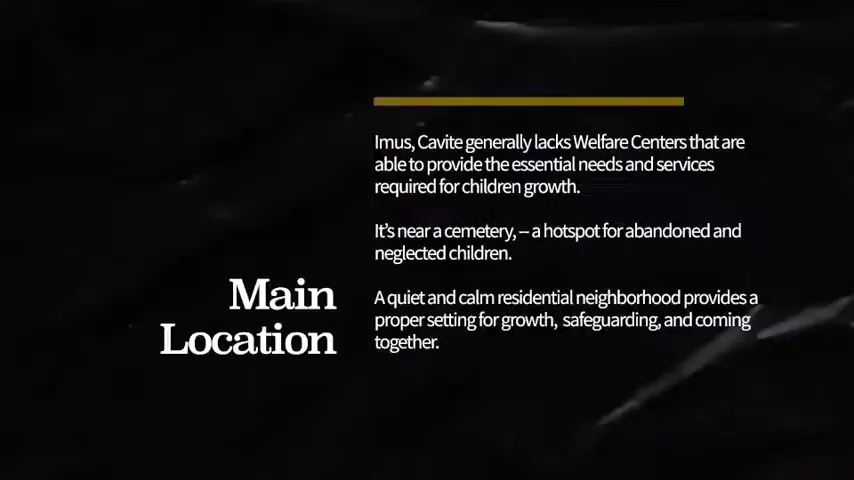 Main
Location
Imus, Cavite generally lacks Welfare Centers that are
able to provide the essential needs and services
required for children growth.
It's near a cemetery, – a hotspot for abandoned and
neglected children.
A quiet and calm residential neighborhood provides a
proper setting for growth, safeguarding, and coming
together.